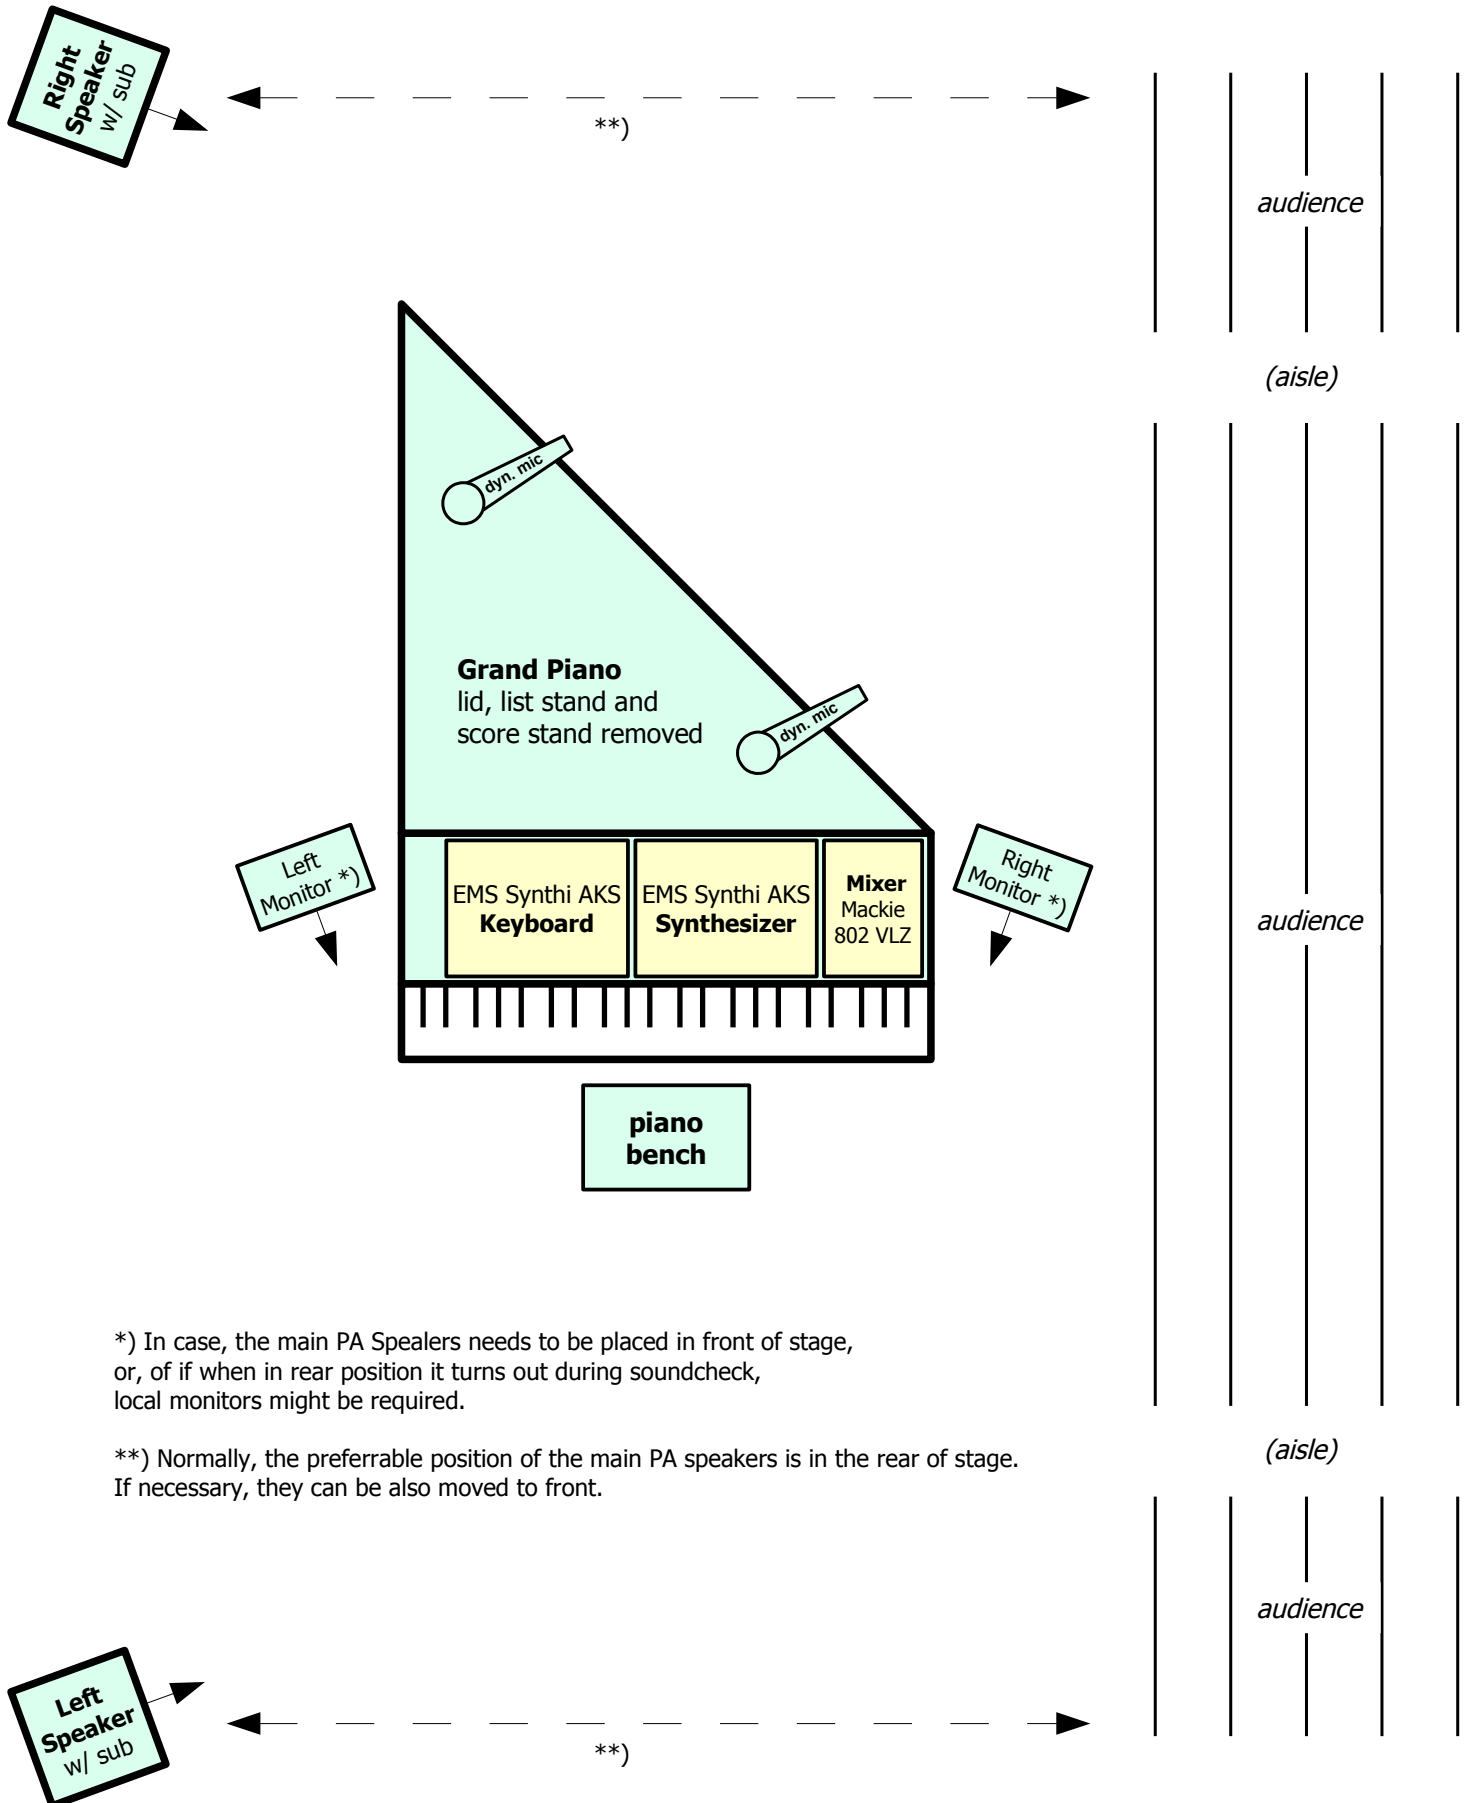 Right
Speaker
w/ sub
**)
audience
(aisle)
dyn. mic
Grand Piano
lid, list stand and
score stand removed
dyn. mic
Left
Monitor *)
EMS Synthi AKS
Keyboard
EMS Synthi AKS
Synthesizer
Mixer
Mackie
802 VLZ
Right
Monitor *)
audience
piano
bench
*) In case, the main PA Spealers needs to be placed in front of stage,
or, of if when in rear position it turns out during soundcheck,
local monitors might be required.
**) Normally, the preferrable position of the main PA speakers is in the rear of stage.
If necessary, they can be also moved to front.
(aisle)
audience
Left
Speaker
w/ sub
**)